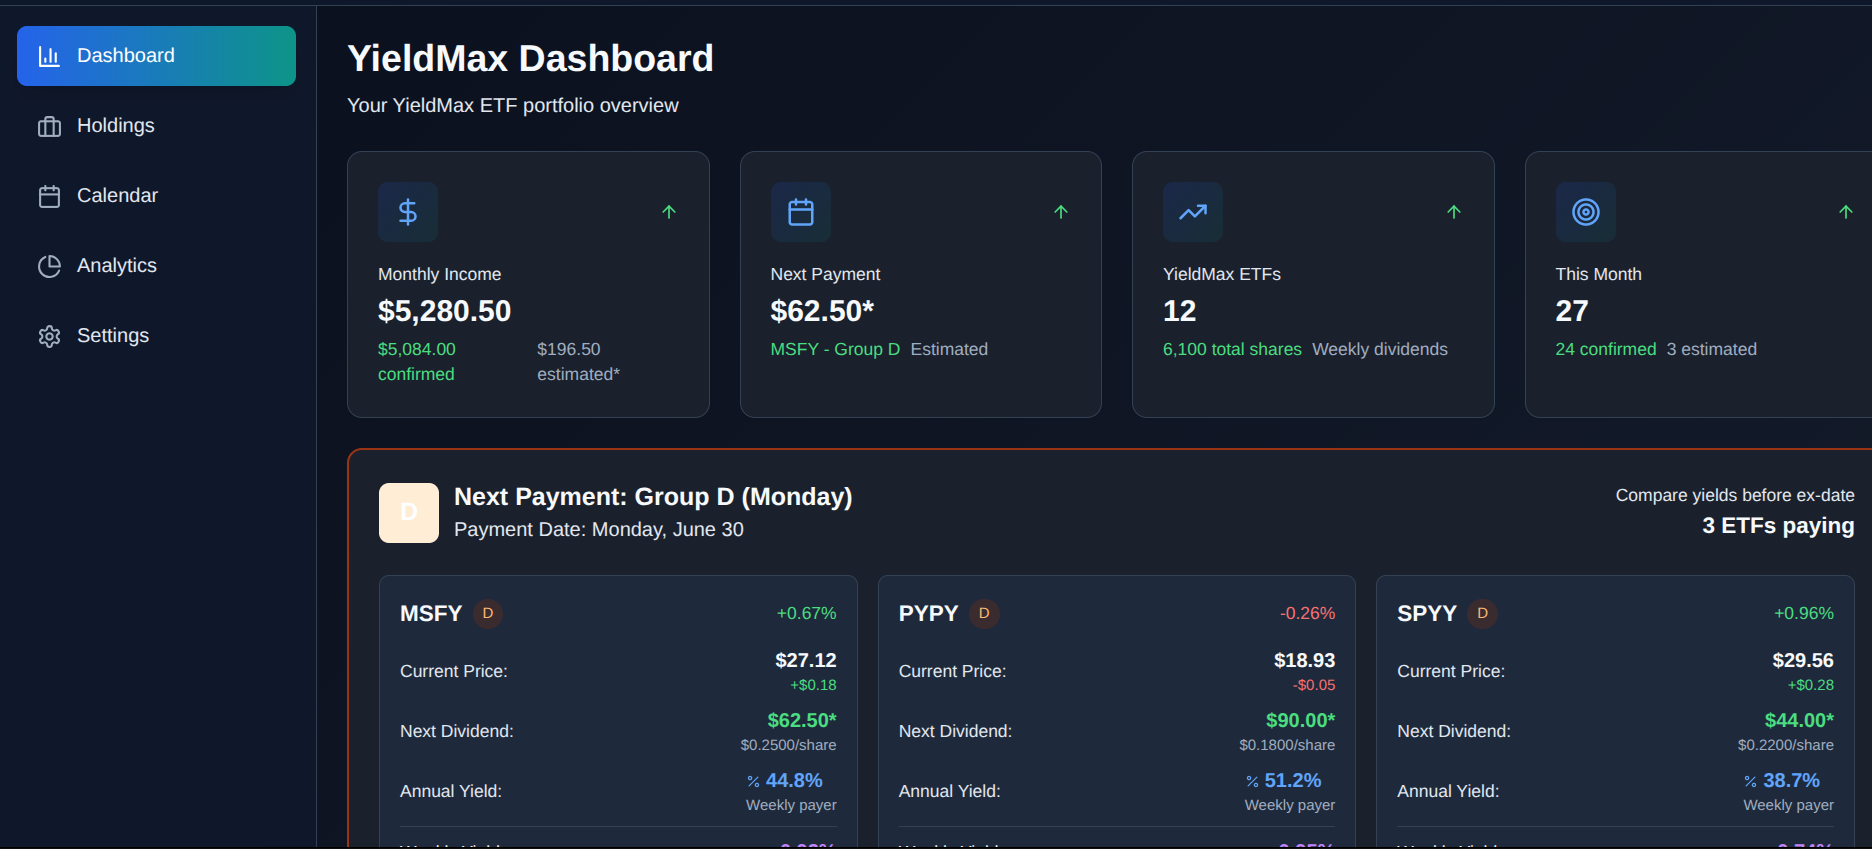 Dashboard
Holdings
Calendar
Analytics
Settings
YieldMax Dashboard
Your YieldMax ETF portfolio overview
Monthly Income
$5,280.50
$5,084.00 confirmed
$196.50 estimated*
Next Payment
$62.50*
MSFY - Group D Estimated
YieldMax ETFs
12
6,100 total shares Weekly dividends
This Month
27
24 confirmed 3 estimated
D
Next Payment: Group D (Monday)
Payment Date: Monday, June 30
Compare yields before ex-date
3 ETFs paying
MSFY D +0.67%
Current Price: $27.12
+$0.18
Next Dividend: $62.50*
$0.2500/share
Annual Yield: % 44.8%
Weekly payer
PYPY D -0.26%
Current Price: $18.93
-$0.05
Next Dividend: $90.00*
$0.1800/share
Annual Yield: % 51.2%
Weekly payer
SPYY D +0.96%
Current Price: $29.56
+$0.28
Next Dividend: $44.00*
$0.2200/share
Annual Yield: % 38.7%
Weekly payer